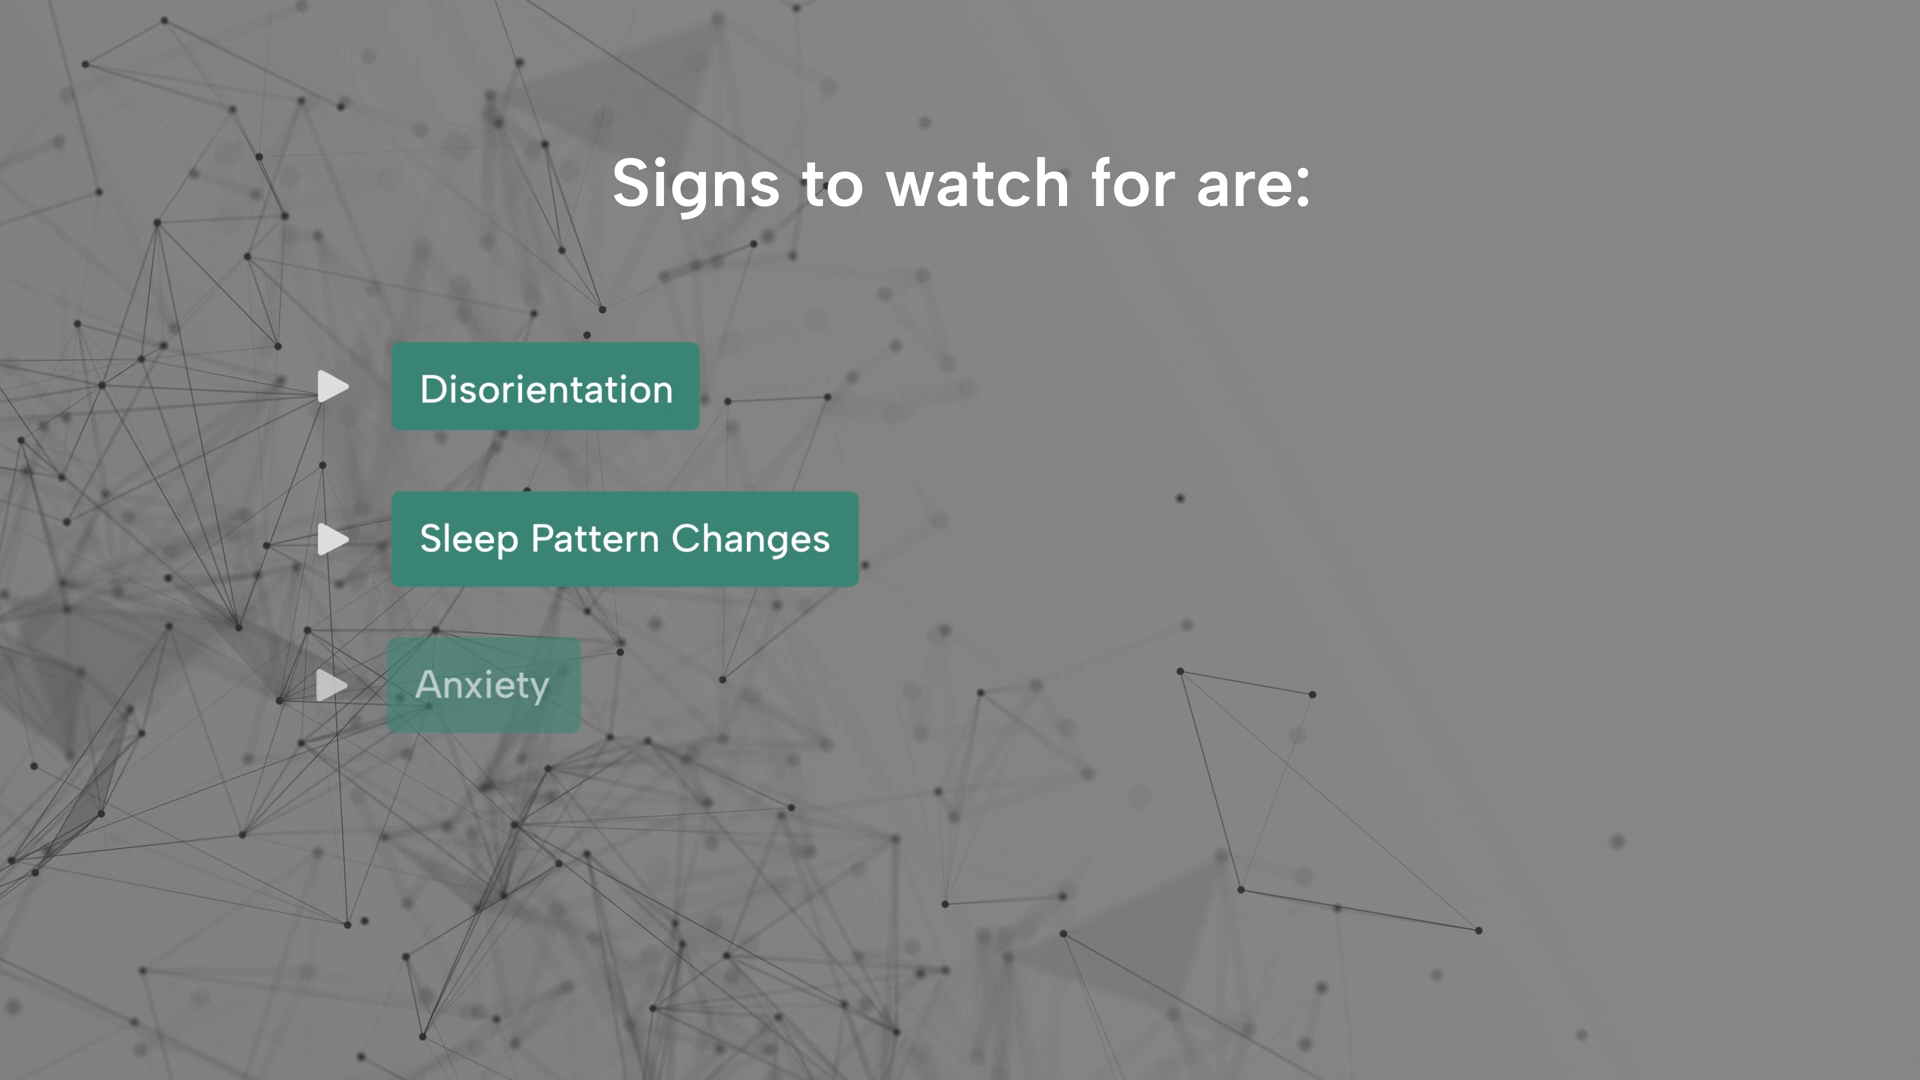 Signs to watch for are:
Disorientation
Sleep Pattern Changes
Anxiety